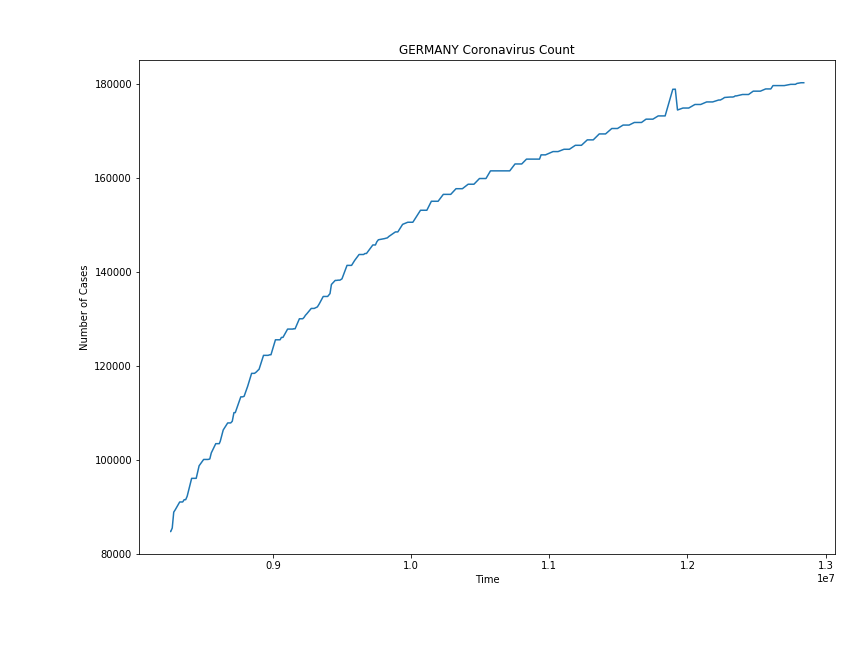 GERMANY Coronavirus Count
180000
160000
140000
120000
100000
80000
Number of Cases
0.9 1.0 1.1 1.2 1.3
1e7
Time